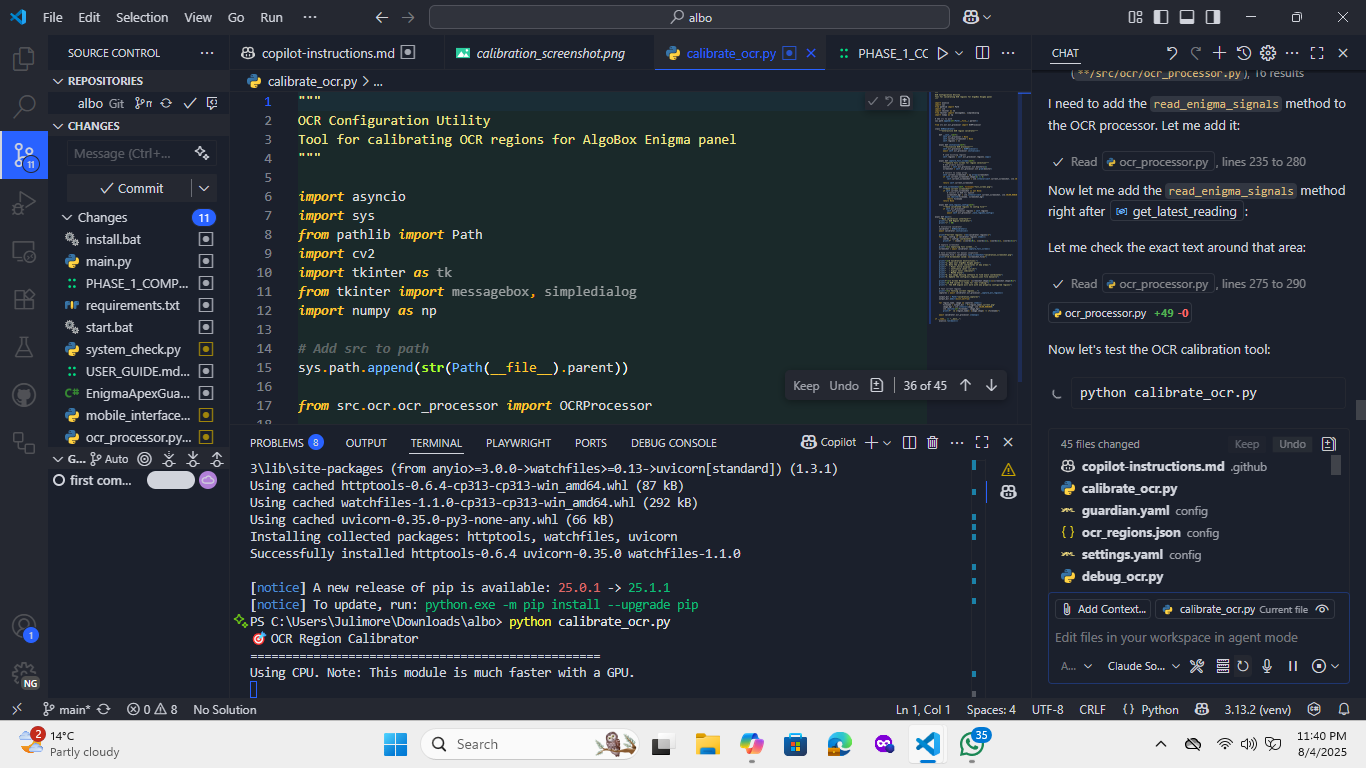 File Edit Selection View Go Run ··· albo
SOURCE CONTROL ···
REPOSITORIES
albo Git
CHANGES
Message (Ctrl+...
Commit
Changes 11
install.bat
main.py
PHASE_1_COMP...
requirements.txt
start.bat
system_check.py
USER_GUIDE.md...
EnigmaApexGua...
mobile_interface...
ocr_processor.py...
G... Auto
first com...
11
1
NG
copilot-instructions.md calibration_screenshot.png calibrate_ocr.py PHASE_1_CC
calibrate_ocr.py > ...
1 """
2 OCR Configuration Utility
3 Tool for calibrating OCR regions for AlgoBox Enigma panel
4 """
5
6 import asyncio
7 import sys
8 from pathlib import Path
9 import cv2
10 import tkinter as tk
11 from tkinter import messagebox, simpledialog
12 import numpy as np
13
14 # Add src to path
15 sys.path.append(str(Path(__file__).parent))
16
17 from src.ocr.ocr_processor import OCRProcessor
18
Keep Undo 36 of 45
PROBLEMS 8 OUTPUT TERMINAL PLAYWRIGHT PORTS DEBUG CONSOLE Copilot
3\lib\site-packages (from anyio>=3.0.0->watchfiles>=0.13->uvicorn[standard]) (1.3.1)
Using cached httptools-0.6.4-cp313-cp313-win_amd64.whl (87 kB)
Using cached watchfiles-1.1.0-cp313-cp313-win_amd64.whl (292 kB)
Using cached uvicorn-0.35.0-py3-none-any.whl (66 kB)
Installing collected packages: httptools, watchfiles, uvicorn
Successfully installed httptools-0.6.4 uvicorn-0.35.0 watchfiles-1.1.0
[notice] A new release of pip is available: 25.0.1 -> 25.1.1
[notice] To update, run: python.exe -m pip install --upgrade pip
PS C:\Users\Julimore\Downloads\albo> python calibrate_ocr.py
OCR Region Calibrator
==================================================
Using CPU. Note: This module is much faster with a GPU.
CHAT
(**/src/ocr/ocr_processor.py), 16 results
I need to add the read_enigma_signals method to
the OCR processor. Let me add it:
Read ocr_processor.py, lines 235 to 280
Now let me add the read_enigma_signals method
right after get_latest_reading:
Let me check the exact text around that area:
Read ocr_processor.py, lines 275 to 290
ocr_processor.py +49 -0
Now let's test the OCR calibration tool:
python calibrate_ocr.py
45 files changed Keep Undo
copilot-instructions.md .github
calibrate_ocr.py
guardian.yaml config
ocr_regions.json config
settings.yaml config
debug_ocr.py
Add Context... calibrate_ocr.py Current file
Edit files in your workspace in agent mode
A... Claude So...
main* 0 8 No Solution Ln 1, Col 1 Spaces: 4 UTF-8 CRLF { } Python 3.13.2 (venv)
2
14°C
Partly cloudy
Search
35
11:40 PM
8/4/2025